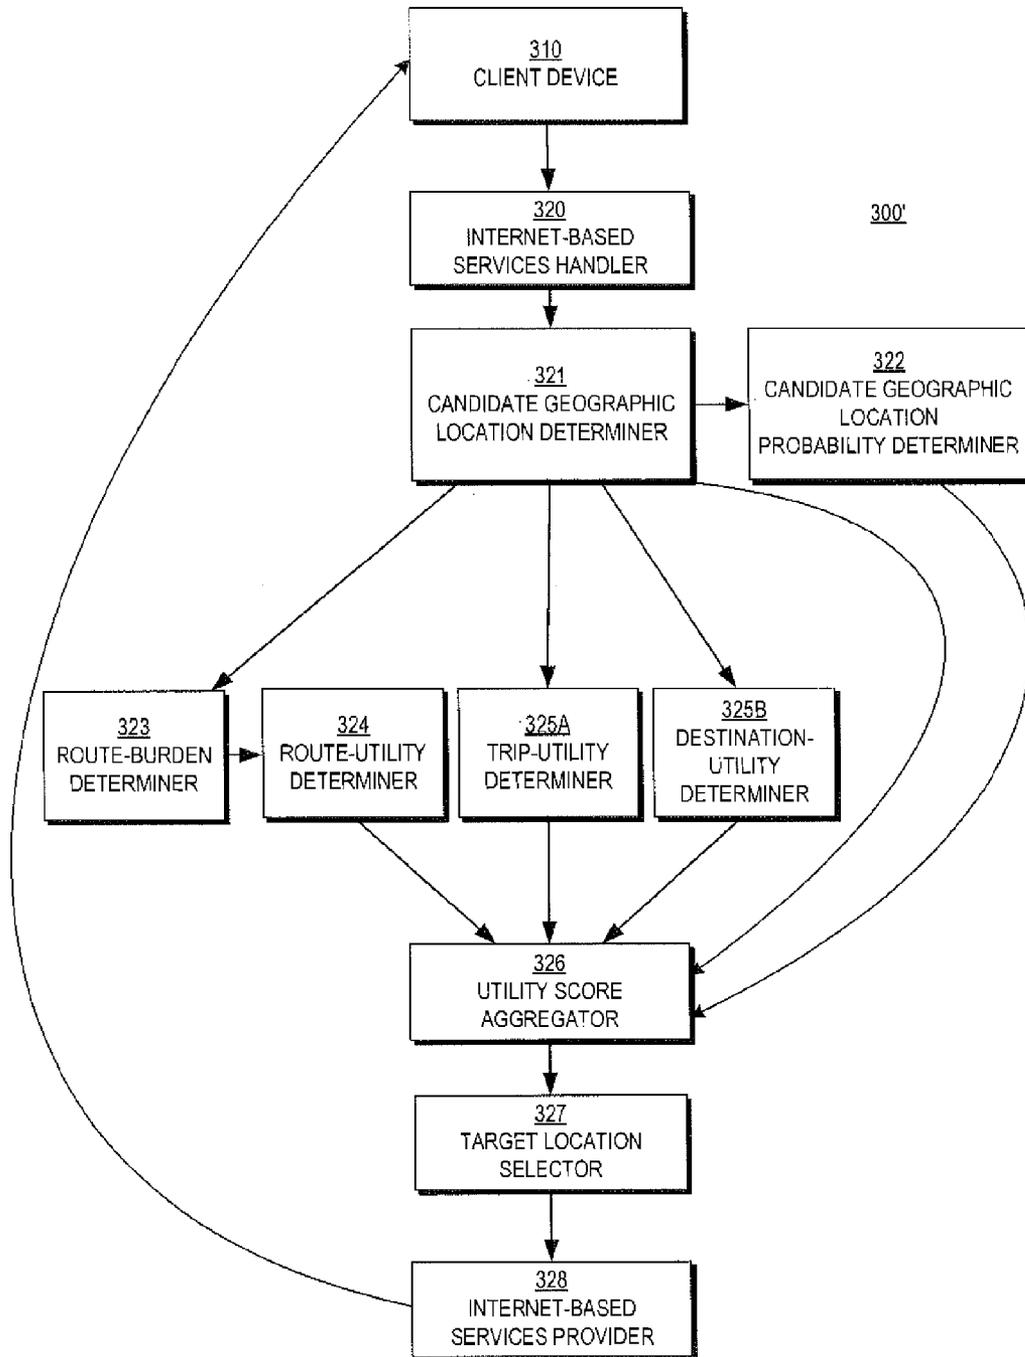 310
CLIENT DEVICE
320
INTERNET-BASED
SERVICES HANDLER
300'
321
CANDIDATE GEOGRAPHIC
LOCATION DETERMINER
322
CANDIDATE GEOGRAPHIC
LOCATION
PROBABILITY DETERMINER
323
ROUTE-BURDEN
DETERMINER
324
ROUTE-UTILITY
DETERMINER
325A
TRIP-UTILITY
DETERMINER
325B
DESTINATION-
UTILITY
DETERMINER
326
UTILITY SCORE
AGGREGATOR
327
TARGET LOCATION
SELECTOR
328
INTERNET-BASED
SERVICES PROVIDER